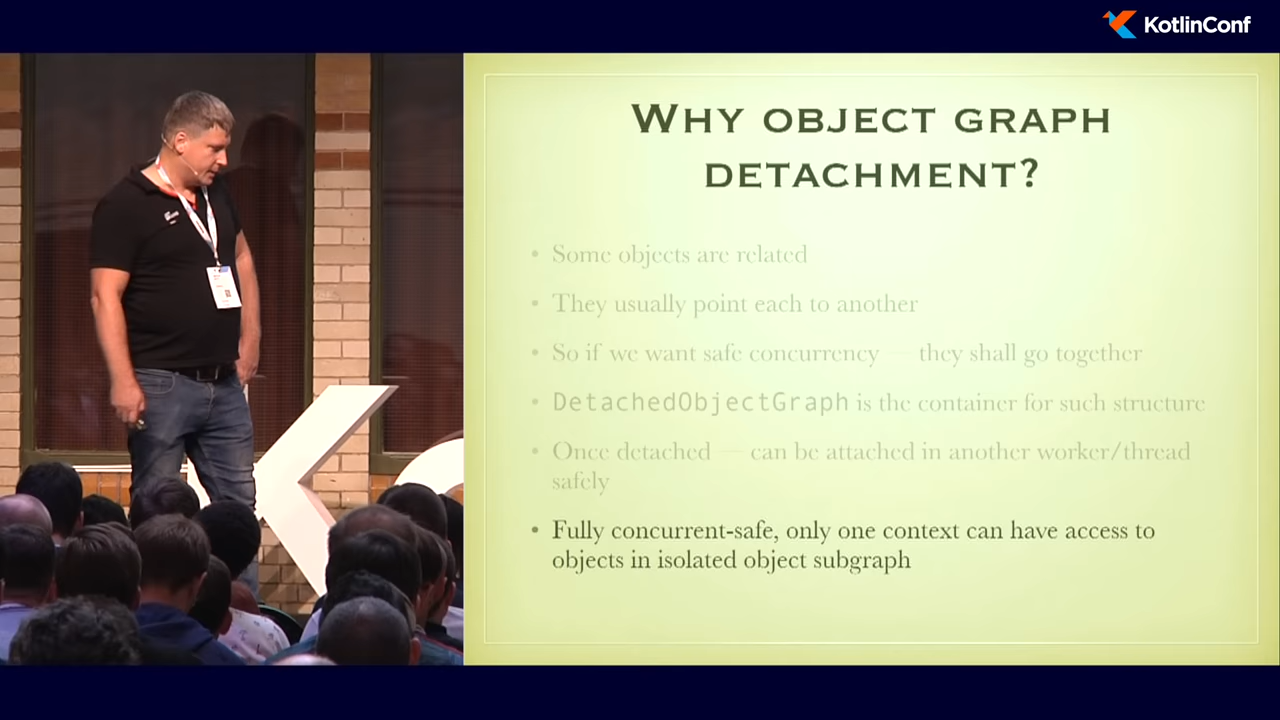 KotlinConf
WHY OBJECT GRAPH
DETACHMENT?
• Some objects are related
• They usually point each to another
• So if we want safe concurrency — they shall go together
• DetachedObjectGraph is the container for such structure
• Once detached — can be attached in another worker/thread
safely
• Fully concurrent-safe, only one context can have access to
objects in isolated object subgraph